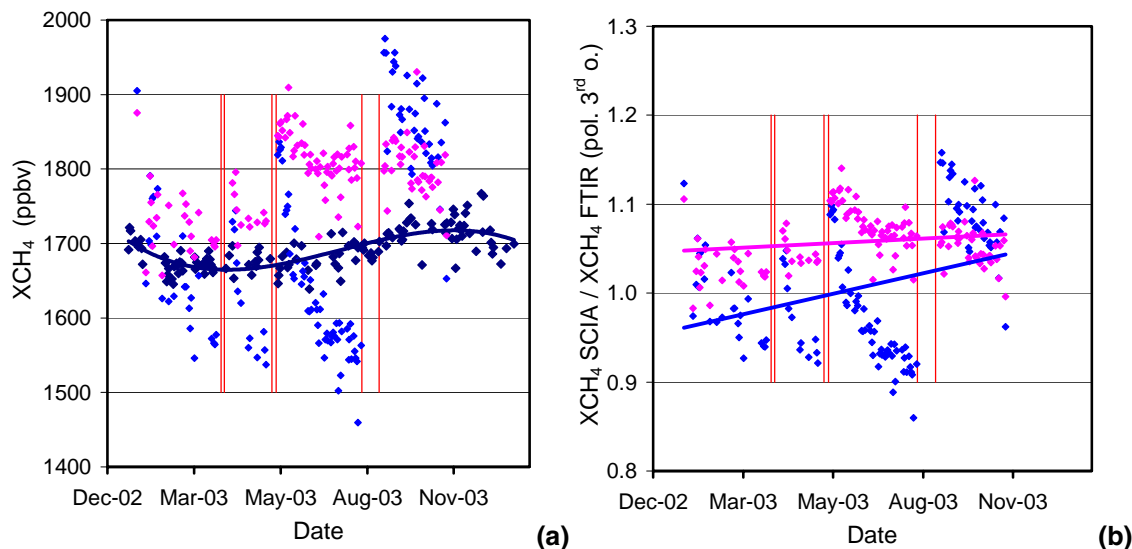 2000
1900
1800
1700
1600
1500
1400
XCH₄ (ppbv)
Dec-02 Mar-03 May-03 Aug-03 Nov-03
Date
(a)
1.3
1.2
1.1
1.0
0.9
0.8
XCH₄ SCIA / XCH₄ FTIR (pol. 3ʳᵈ o.)
Dec-02 Mar-03 May-03 Aug-03 Nov-03
Date
(b)